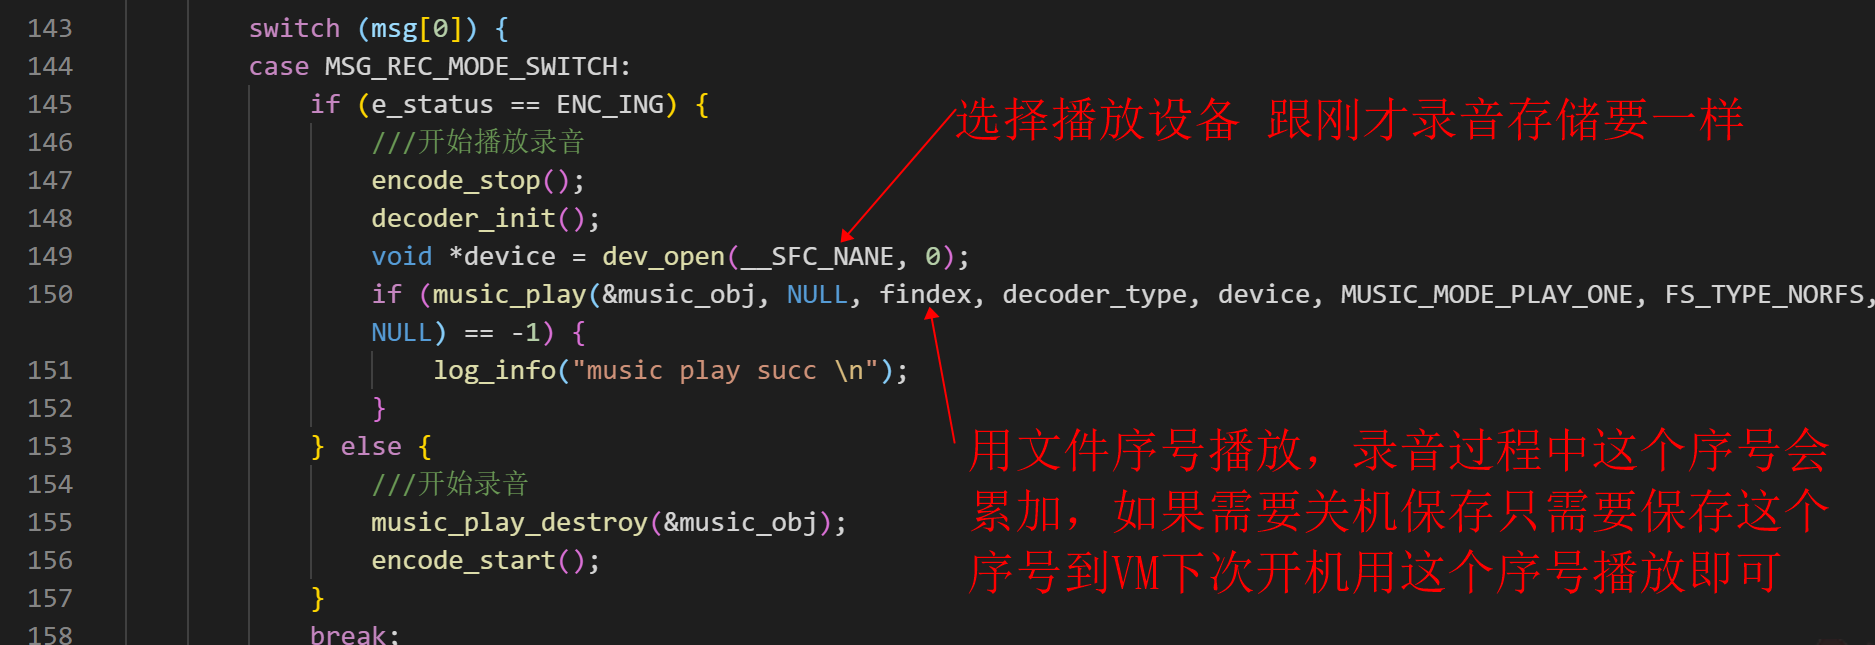 143 switch (msg[0]) {
144 case MSG_REC_MODE_SWITCH:
145 if (e_status == ENC_ING) {
选择播放设备 跟刚才录音存储要一样
146 ///开始播放录音
147 encode_stop();
148 decoder_init();
149 void *device = dev_open(__SFC_NANE, 0);
150 if (music_play(&music_obj, NULL, findex, decoder_type, device, MUSIC_MODE_PLAY_ONE, FS_TYPE_NORFS,
NULL) == -1) {
151 log_info("music play succ \n");
152 }
153 } else {
用文件序号播放，录音过程中这个序号会
累加，如果需要关机保存只需要保存这个
序号到VM下次开机用这个序号播放即可
154 ///开始录音
155 music_play_destroy(&music_obj);
156 encode_start();
157 }
158 break;